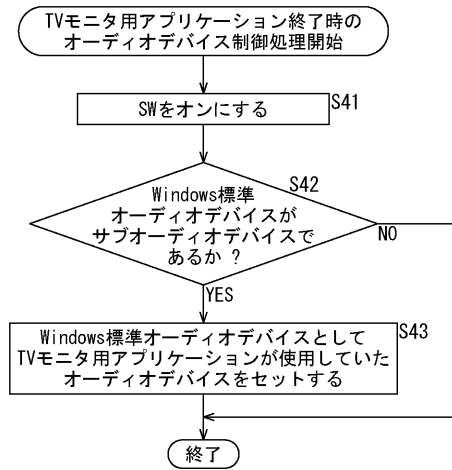 TVモニタ用アプリケーション終了時の
オーディオデバイス制御処理開始
SWをオンにする
S41
S42
Windows標準
オーディオデバイスが
サブオーディオデバイスで
あるか ?
NO
YES
S43
Windows標準オーディオデバイスとして
TVモニタ用アプリケーションが使用していた
オーディオデバイスをセットする
終了